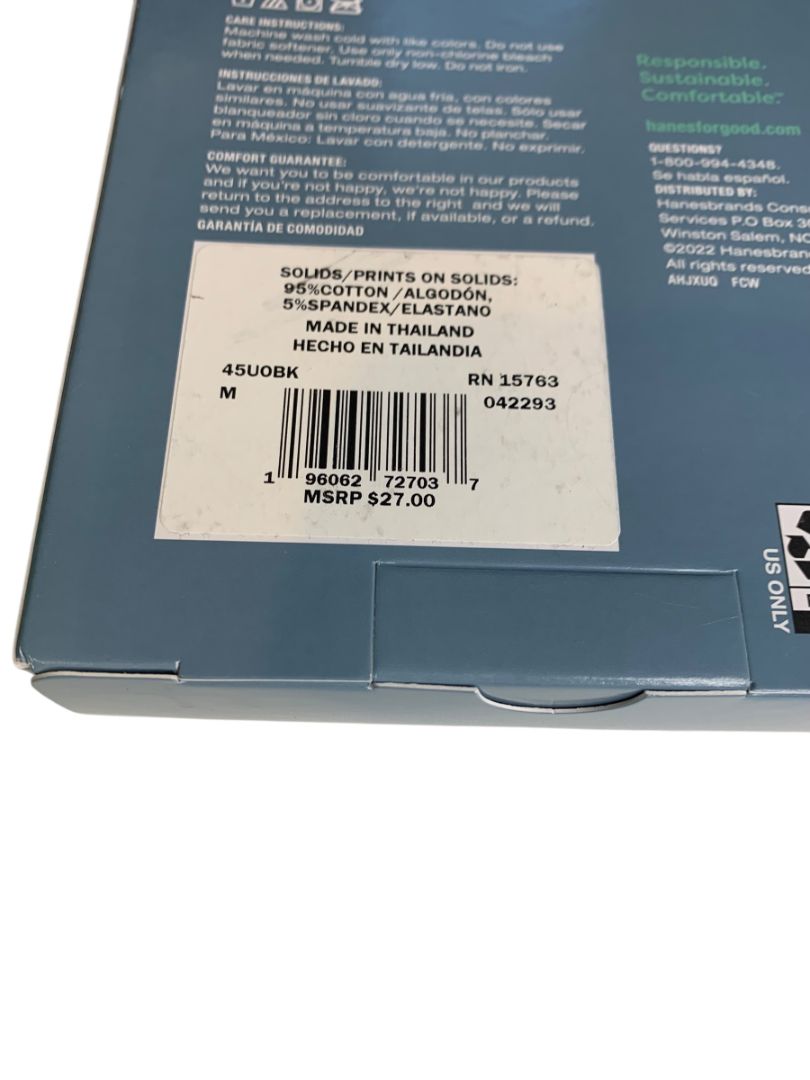 CARE INSTRUCTIONS:
Machine wash cold with like colors. Do not use
fabric softener. Use only non-chlorine bleach
when needed. Tumble dry low. Do not iron.
INSTRUCCIONES DE LAVADO:
Lavar en máquina con agua fria, con colores
similares. No usar suavizante de telas. Sólo usar
blanqueador sin cloro cuando se necesite. Secar
en máquina a temperatura baja. No planchar.
Para México: Lavar con detergente. No exprimir.
COMFORT GUARANTEE:
We want you to be comfortable in our products
and if you're not happy, we're not happy. Please
return to the address to the right and we will
send you a replacement, if available, or a refund.
GARANTÍA DE COMODIDAD
Responsible.
Sustainable.
Comfortable.™
hanesforgood.com
QUESTIONS?
1-800-994-4348.
Se habla español.
DISTRIBUTED BY:
Hanesbrands Cons
Services P.O Box 3
Winston Salem, NC
©2022 Hanesbran
All rights reserved
AHJXUQ FCW
SOLIDS/PRINTS ON SOLIDS:
95%COTTON /ALGODÓN,
5%SPANDEX/ELASTANO
MADE IN THAILAND
HECHO EN TAILANDIA
45UOBK RN 15763
M 042293
1 96062 72703 7
MSRP $27.00
US ONLY